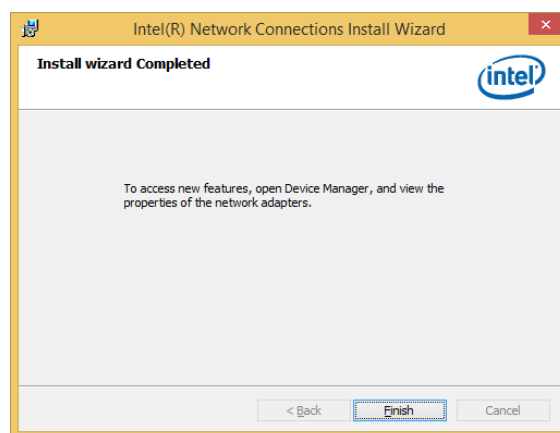 Intel(R) Network Connections Install Wizard
Install wizard Completed
intel
To access new features, open Device Manager, and view the
properties of the network adapters.
< Back
Finish
Cancel